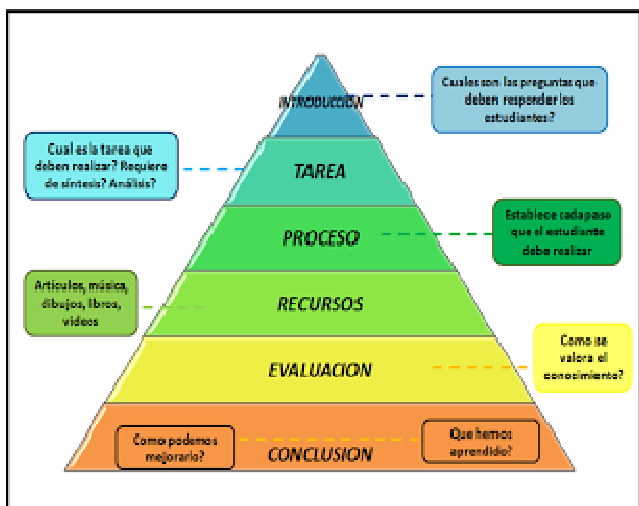 INTRODUCCIÓN
Cuales son las preguntas que
deben responder los
estudiantes?
Cual es la tarea que
deben realizar? Requiere
de síntesis? Análisis?
TAREA
PROCESO
Establece cada paso
que el estudiante
debe realizar
Artículos, música,
dibujos, libros,
videos
RECURSOS
EVALUACION
Como se
valora el
conocimiento?
Como podemos
mejorarlo?
CONCLUSION
Que hemos
aprendido?